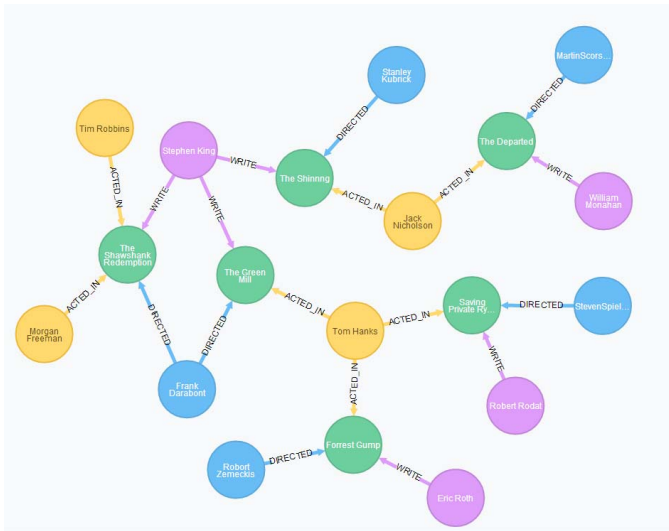 MartinScors...
Stanley
Kubrick
DIRECTED
DIRECTED
Tim Robbins
The Departed
Stephen King
WRITE
The Shinnng
ACTED_IN
ACTED_IN
WRITE
ACTED_IN
Jack
Nicholson
William
Monahan
WRITE
WRITE
The
Shawshank
Redemption
The Green
Mill
ACTED_IN
ACTED_IN
Saving
Private Ry...
DIRECTED
StevenSpiel...
Morgan
Freeman
DIRECTED
DIRECTED
Tom Hanks
ACTED_IN
WRITE
Frank
Darabont
ACTED_IN
Robert Rodat
Forrest Gump
DIRECTED
Robort
Zemeckis
WRITE
Eric Roth